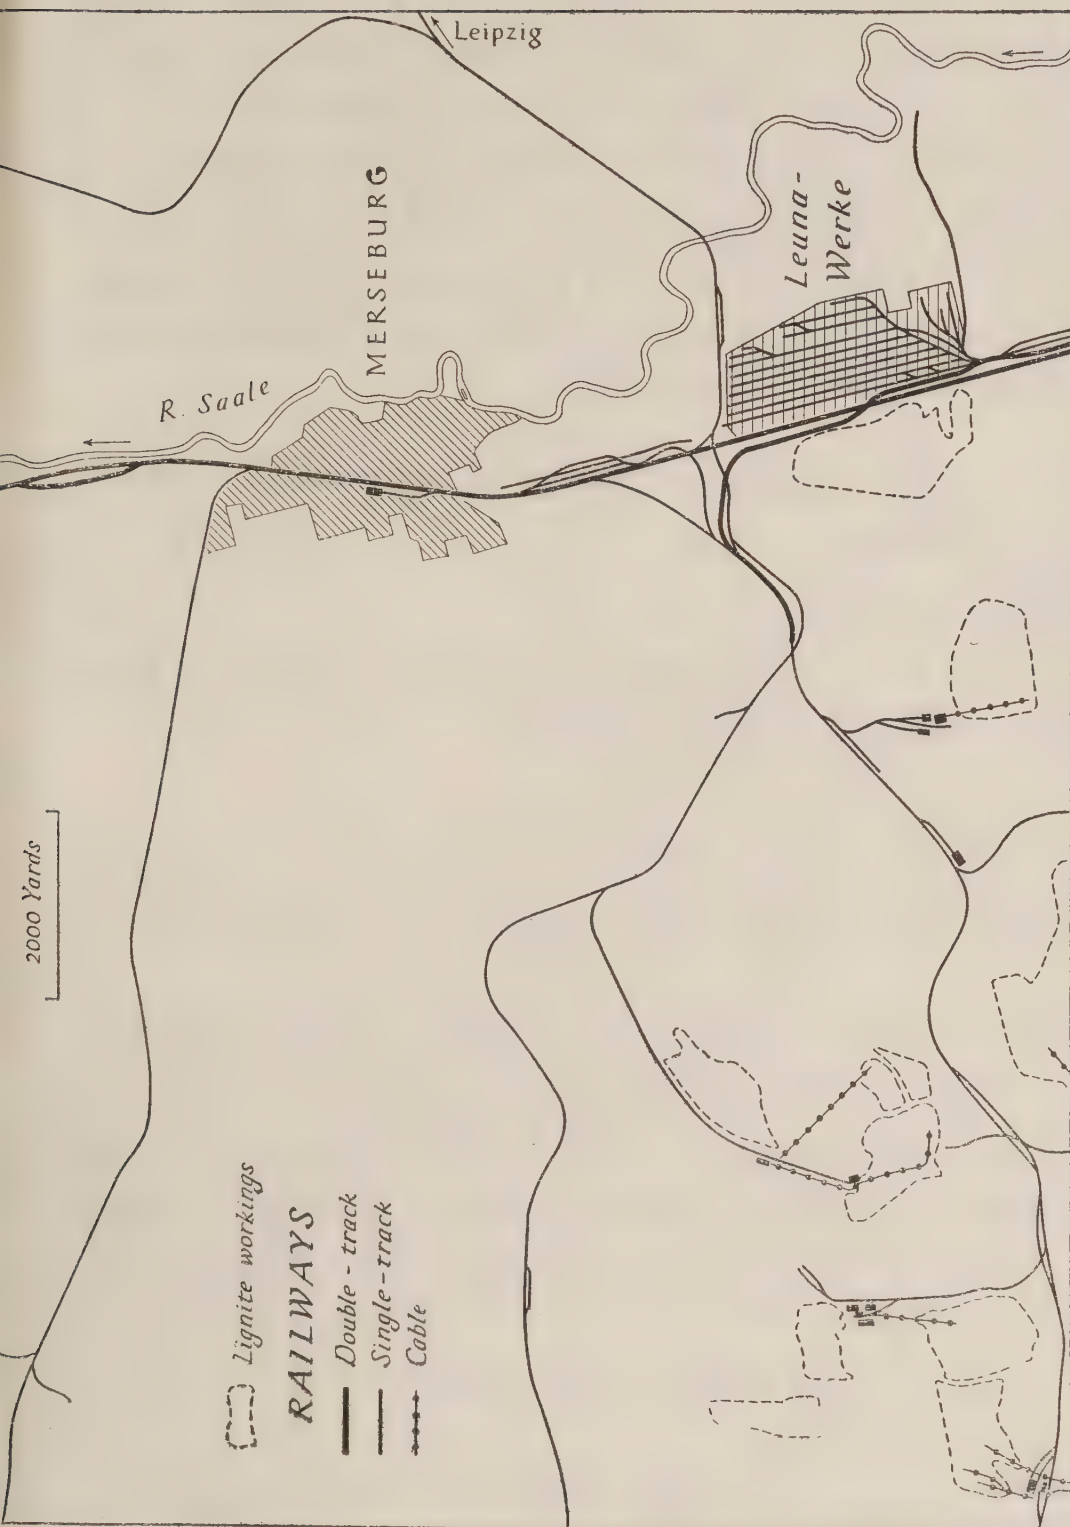 Leipzig
MERSEBURG
Leuna-
Werke
R. Saale
2000 Yards
Lignite workings
RAILWAYS
Double-track
Single-track
Cable